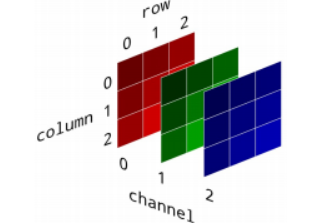 row
0 1 2
0
1
2
column
0 1 2
channel